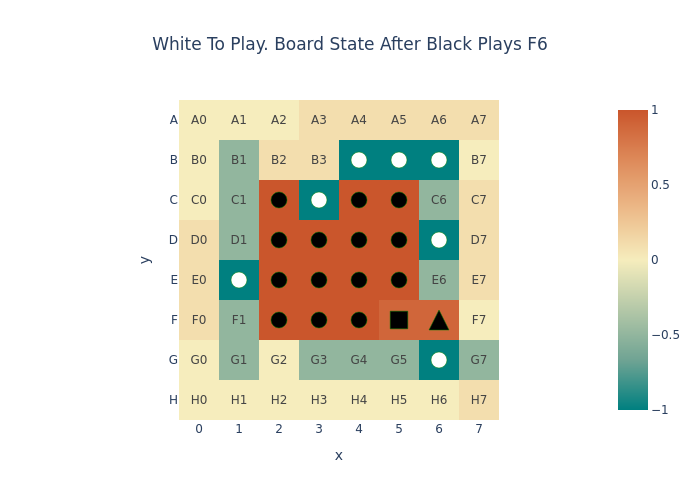 White To Play. Board State After Black Plays F6
A A0 A1 A2 A3 A4 A5 A6 A7
B B0 B1 B2 B3 B7
C C0 C1 C6 C7
D D0 D1 D7
E E0 E6 E7
F F0 F1 F7
G G0 G1 G2 G3 G4 G5 G7
H H0 H1 H2 H3 H4 H5 H6 H7
0 1 2 3 4 5 6 7
x
y
1
0.5
0
−0.5
−1